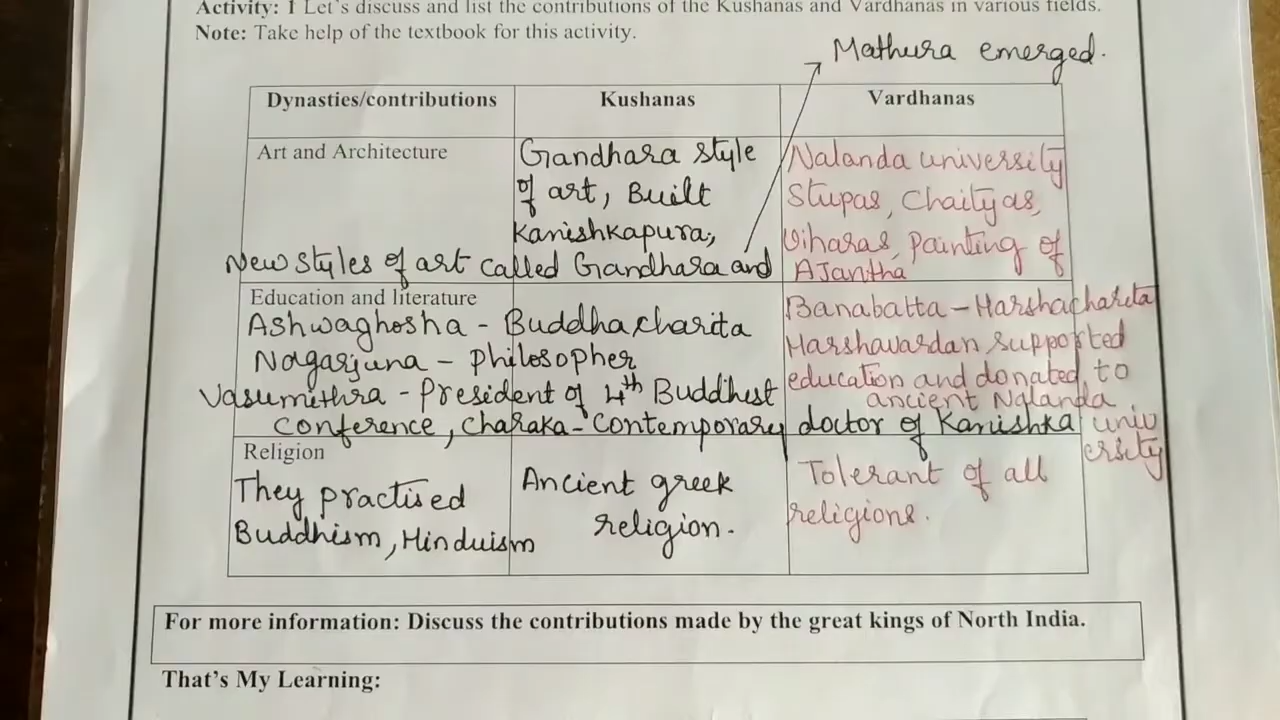 Activity: 1 Let's discuss and list the contributions of the Kushanas and Vardhanas in various fields.
Note: Take help of the textbook for this activity.
Mathura emerged.
Dynasties/contributions
Kushanas
Vardhanas
Art and Architecture
Gandhara style
of art, Built
Kanishkapura,
New styles of art called Gandhara and
Nalanda university
Stupas, Chaityas,
Viharas, Painting of
AJantha
Education and literature
Ashwaghosha - Buddha charita
Nagarjuna - Philosopher
Vasumithra - President of 4th Buddhist
Conference, Charaka - Contemporary doctor of Kanishka
Banabatta - Harshacharita
Harshavardan supported
education and donated to
ancient Nalanda
univ
ersity
Religion
They practised
Buddhism, Hinduism
Ancient greek
religion.
Tolerant of all
religions.
For more information: Discuss the contributions made by the great kings of North India.
That's My Learning: